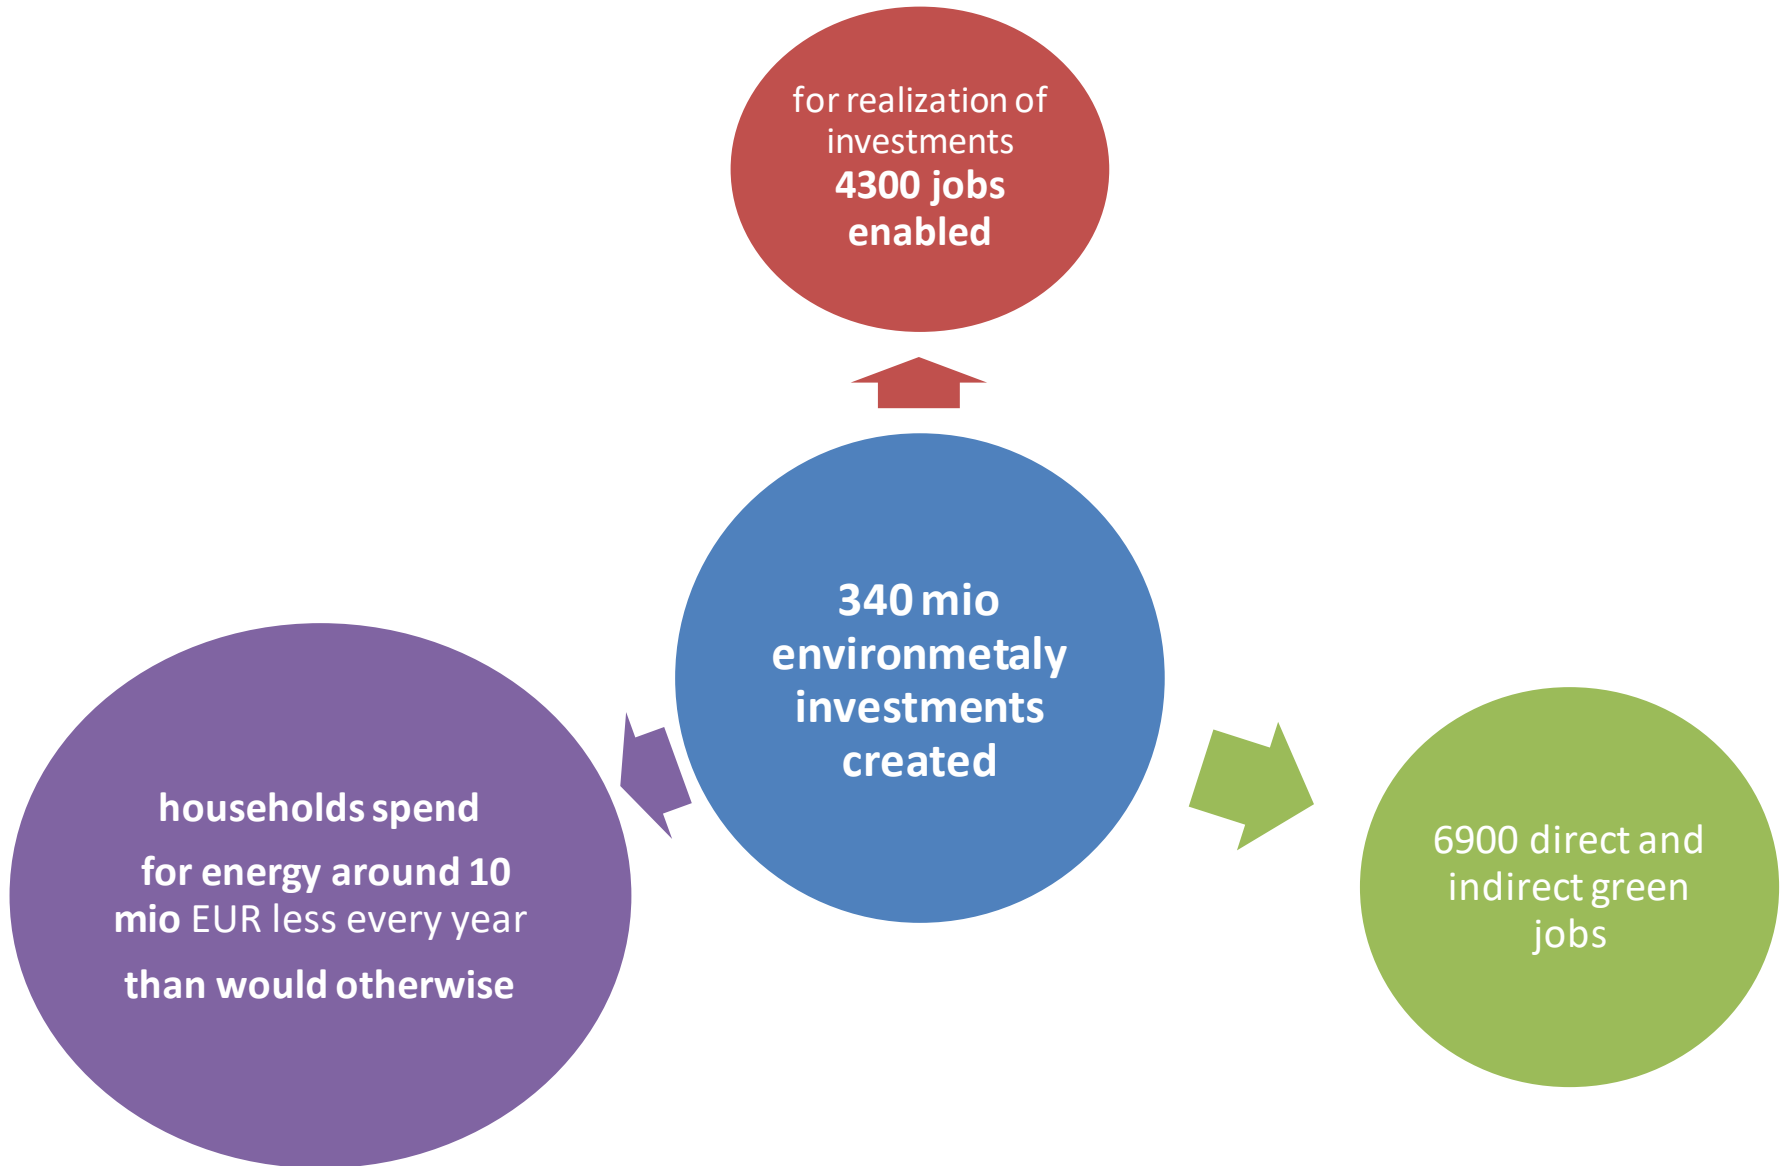 for realization of
investments
4300 jobs
enabled
340 mio
environmetaly
investments
created
households spend
for energy around 10
mio EUR less every year
than would otherwise
6900 direct and
indirect green
jobs